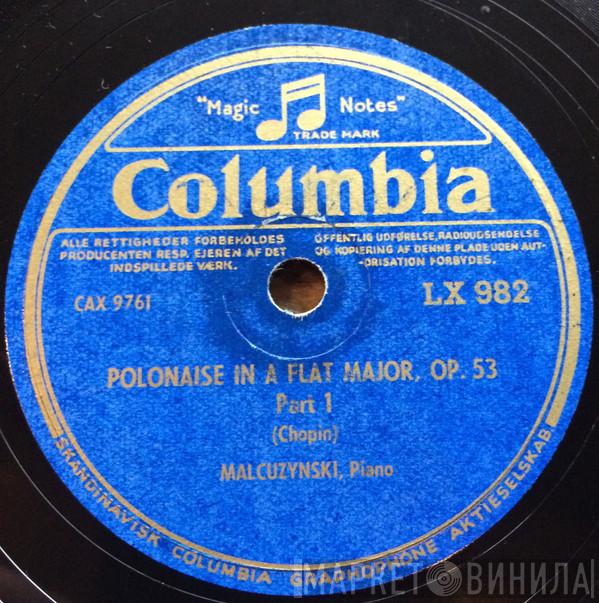 "Magic Notes"
TRADE MARK
Columbia
ALLE RETTIGHEDER FORBEHOLDES
PRODUCENTEN RESP. EJEREN AF DET
INDSPILLEDE VÆRK.
OFFENTLIG UDFØRELSE, RADIOUDSENDELSE
OG KOPIERING AF DENNE PLADE UDEN AUT-
-ORISATION FORBYDES.
CAX 9761
LX 982
POLONAISE IN A FLAT MAJOR, OP. 53
Part 1
(Chopin)
MALCUZYNSKI, Piano
SKANDINAVISK COLUMBIA GRAPHOPHONE AKTIESELSKAB
МАРКЕТ ВИНИЛА